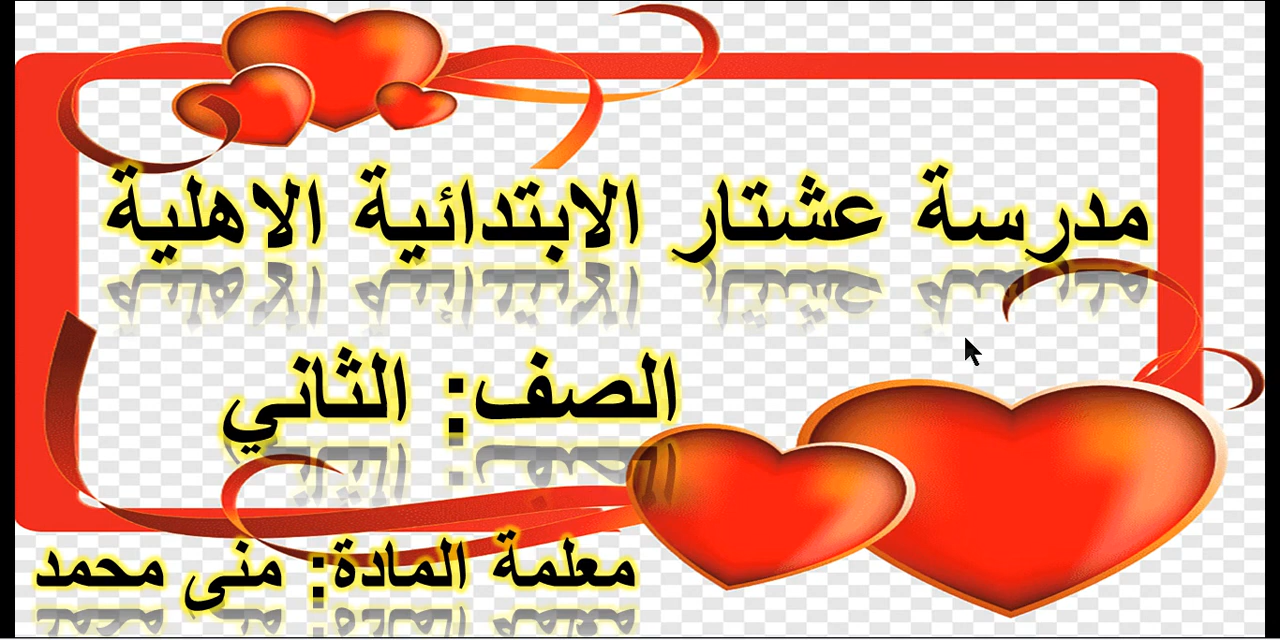 مدرسة عشتار الابتدائية الاهلية
الصف: الثاني
معلمة المادة: منى محمد